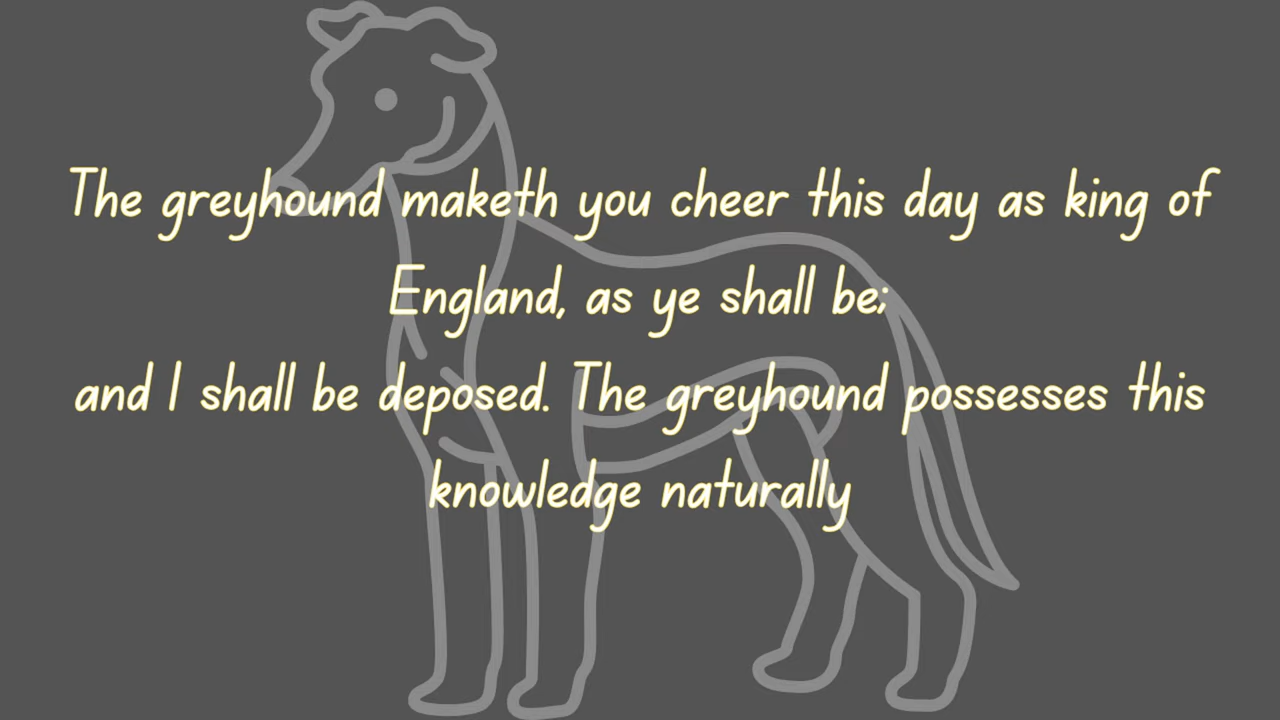 The greyhound maketh you cheer this day as king of
England, as ye shall be;
and I shall be deposed. The greyhound possesses this
knowledge naturally